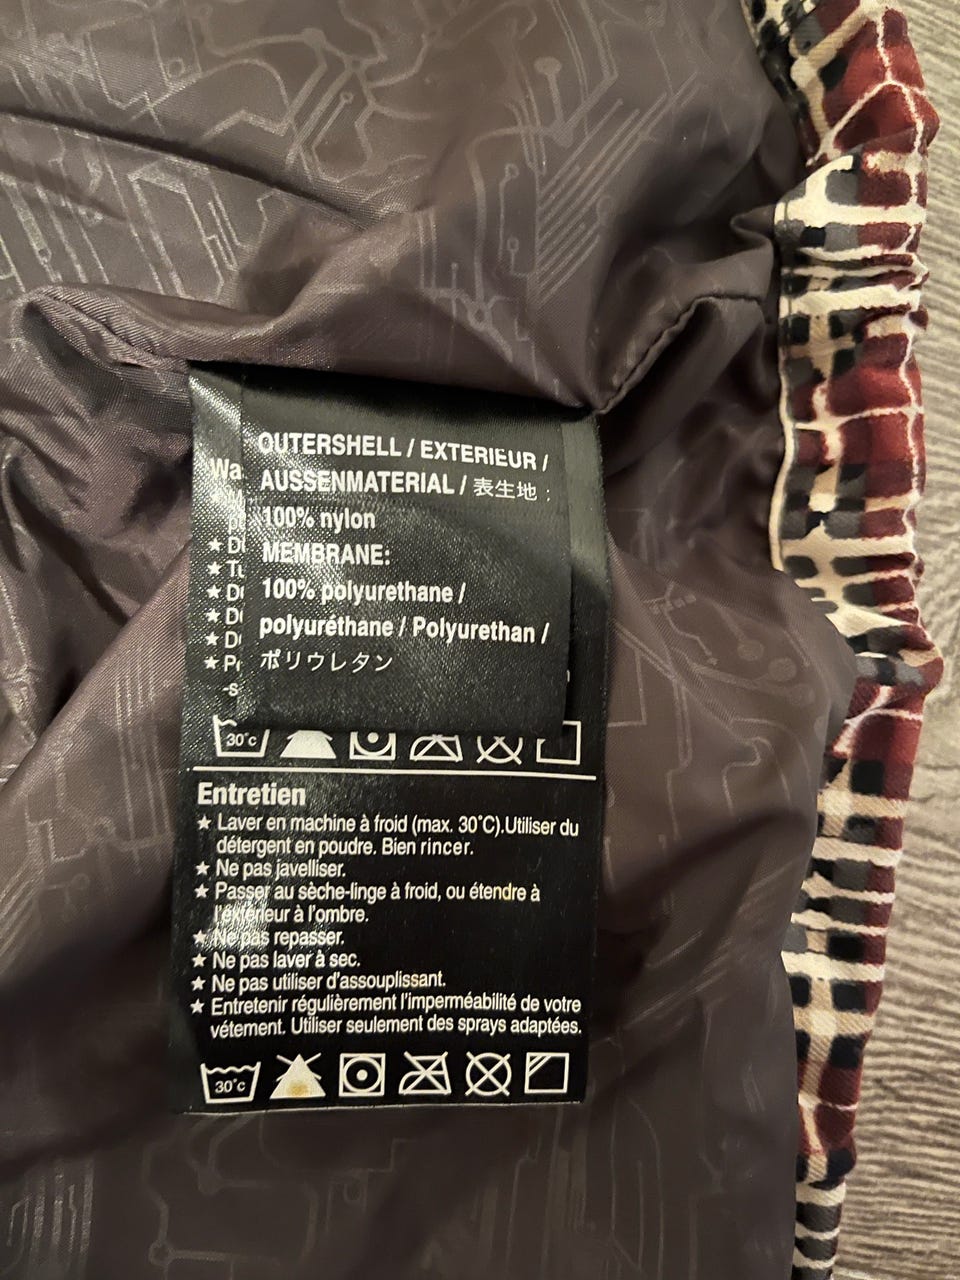 OUTERSHELL / EXTERIEUR /
AUSSENMATERIAL / 表生地 :
100% nylon
MEMBRANE:
100% polyurethane /
polyuréthane / Polyurethan /
ポリウレタン
30°c
Entretien
★ Laver en machine à froid (max. 30°C).Utiliser du
détergent en poudre. Bien rincer.
★ Ne pas javelliser.
★ Passer au sèche-linge à froid, ou étendre à
l'éxtérieur à l'ombre.
★ Ne pas repasser.
★ Ne pas laver à sec.
★ Ne pas utiliser d'assouplissant.
★ Entretenir régulièrement l'imperméabilité de votre
vétement. Utiliser seulement des sprays adaptées.
30°c